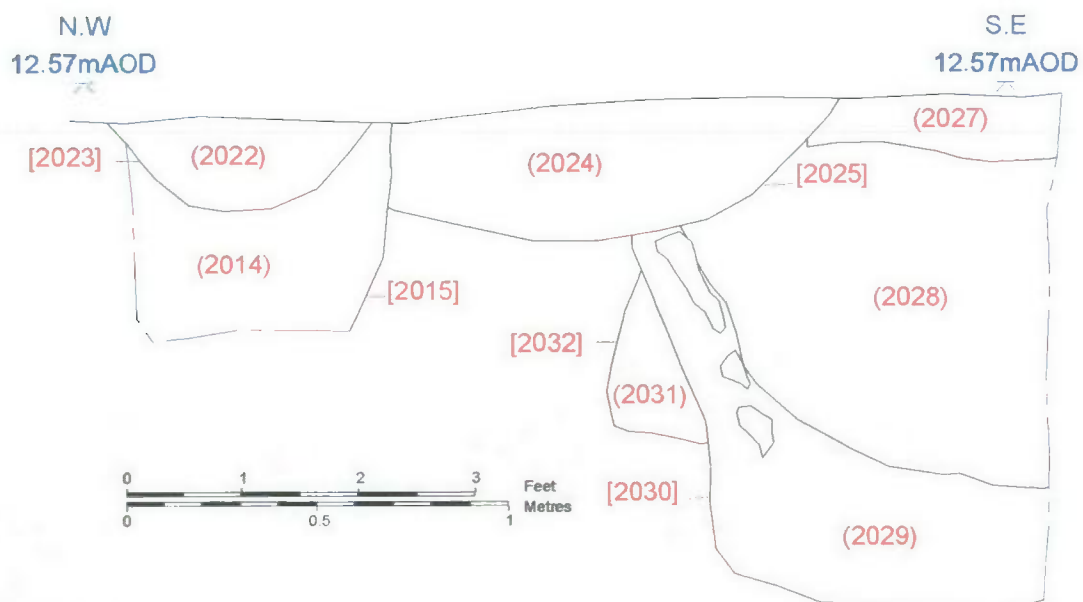 N.W
12.57mAOD
S.E
12.57mAOD
(2027)
[2023]
(2022)
(2024)
[2025]
(2014)
[2015]
(2028)
[2032]
(2031)
0 1 2 3 Feet
Metres
0 0.5 1
[2030]
(2029)